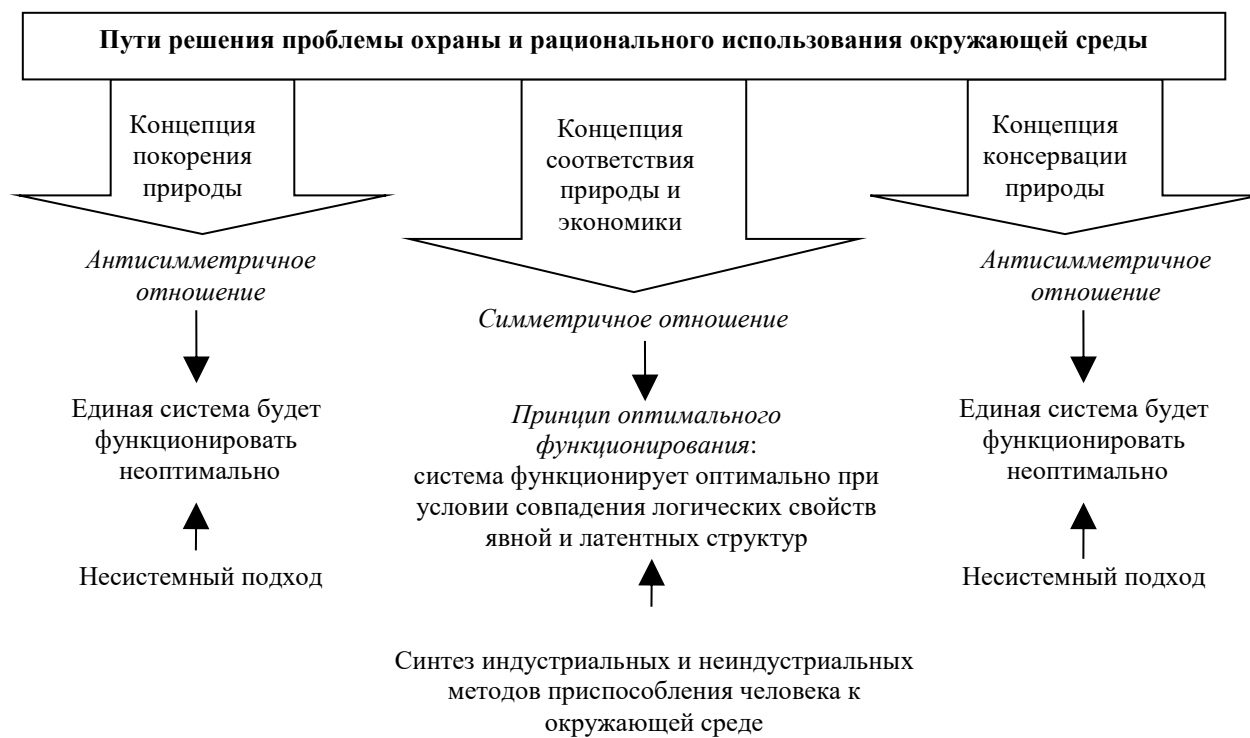 Пути решения проблемы охраны и рационального использования окружающей среды
Концепция
покорения
природы
Антисимметричное
отношение
Единая система будет
функционировать
неоптимально
Несистемный подход
Концепция
соответствия
природы и
экономики
Симметричное отношение
Принцип оптимального
функционирования:
система функционирует оптимально при
условии совпадения логических свойств
явной и латентных структур
Синтез индустриальных и неиндустриальных
методов приспособления человека к
окружающей среде
Концепция
консервации
природы
Антисимметричное
отношение
Единая система будет
функционировать
неоптимально
Несистемный подход